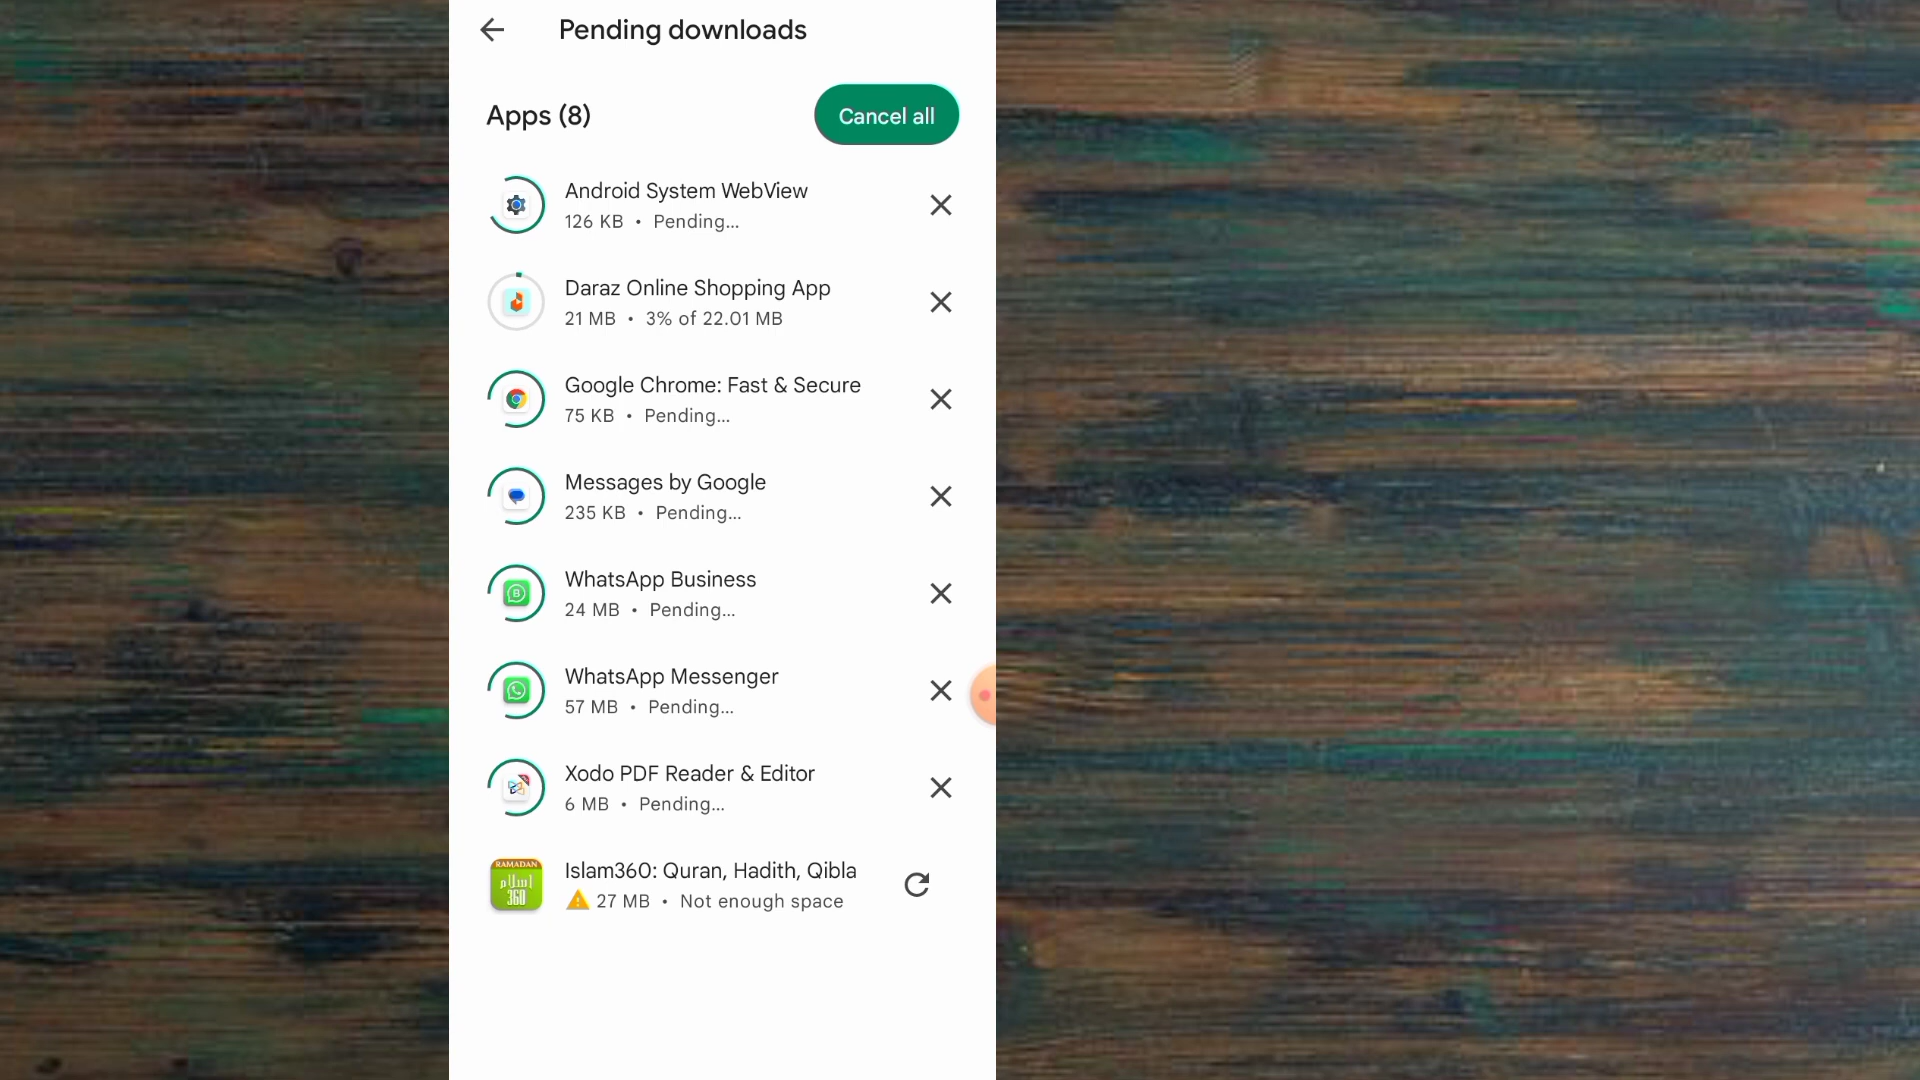 Pending downloads
Apps (8)
Cancel all
Android System WebView
126 KB • Pending...
Daraz Online Shopping App
21 MB • 3% of 22.01 MB
Google Chrome: Fast & Secure
75 KB • Pending...
Messages by Google
235 KB • Pending...
WhatsApp Business
24 MB • Pending...
WhatsApp Messenger
57 MB • Pending...
Xodo PDF Reader & Editor
6 MB • Pending...
RAMADAN
اسلام
360
Islam360: Quran, Hadith, Qibla
27 MB • Not enough space